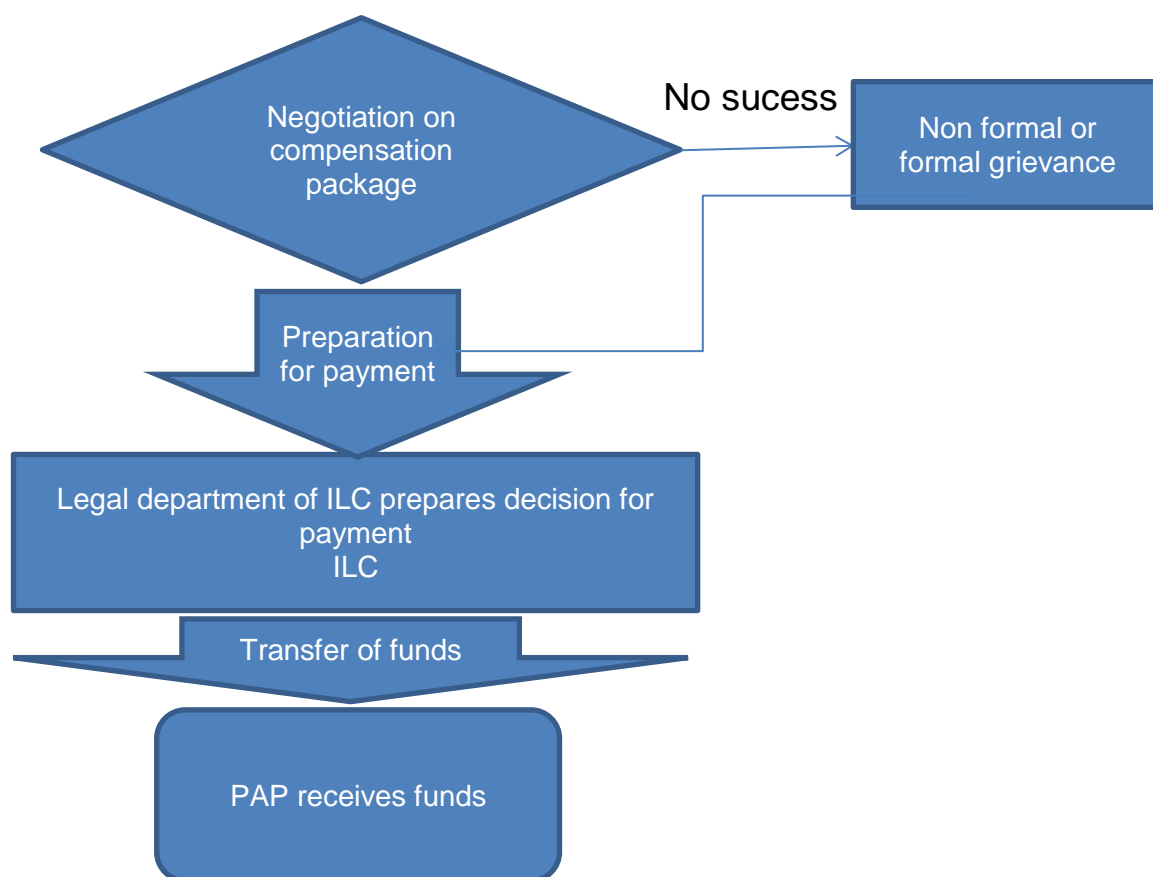 Negotiation on
compensation
package
No sucess
Non formal or
formal grievance
Preparation
for payment
Legal department of ILC prepares decision for
payment
ILC
Transfer of funds
PAP receives funds